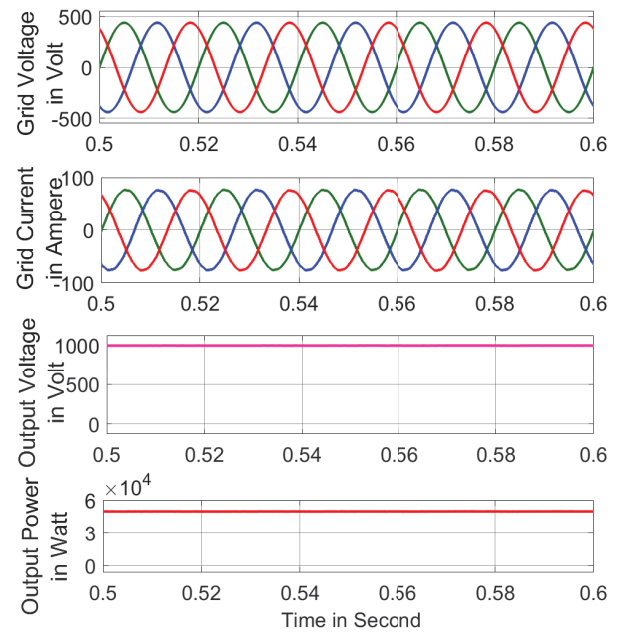 Grid Voltage
in Volt
500
0
-500
0.5 0.52 0.54 0.56 0.58 0.6
Grid Current
in Ampere
100
0
-100
0.5 0.52 0.54 0.56 0.58 0.6
Output Voltage
in Volt
1000
500
0
0.5 0.52 0.54 0.56 0.58 0.6
Output Power
in Watt
×10⁴
6
3
0
0.5 0.52 0.54 0.56 0.58 0.6
Time in Second